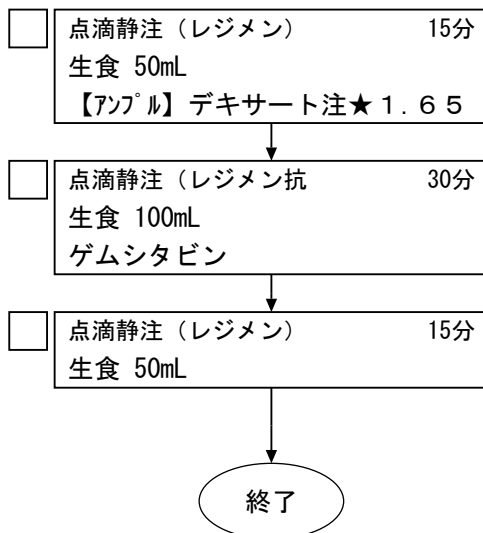 点滴静注（レジメン） 15分
生食 50mL
【ｱﾝﾌﾟﾙ】デキサート注★１.６５
点滴静注（レジメン抗 30分
生食 100mL
ゲムシタビン
点滴静注（レジメン） 15分
生食 50mL
終了